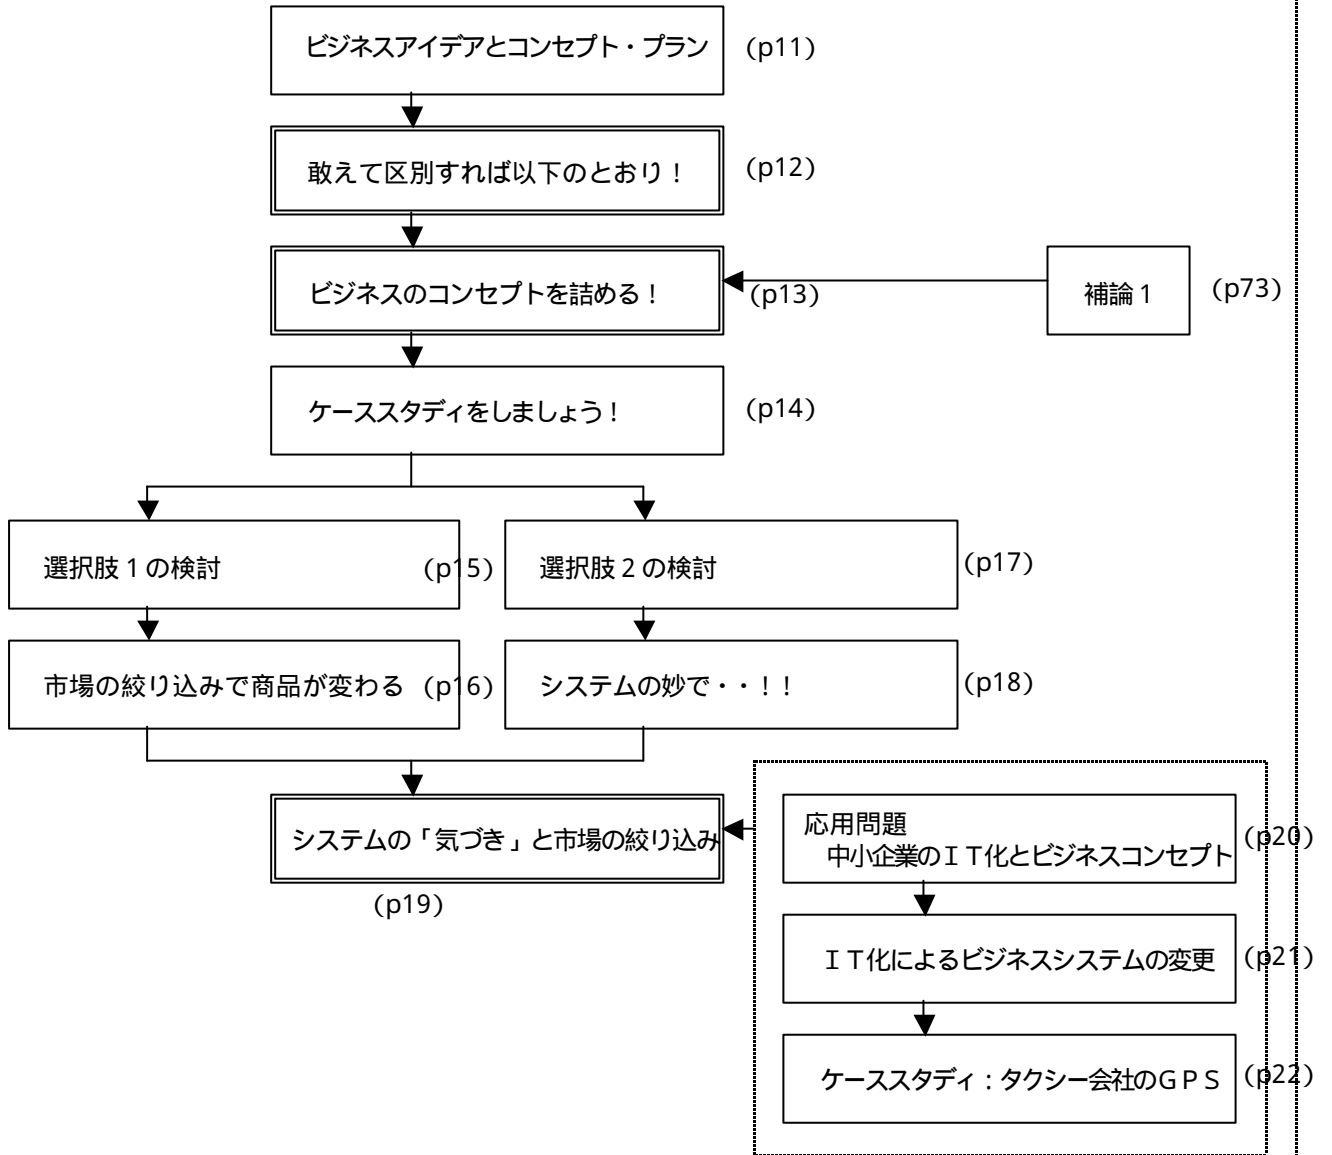 ビジネスアイデアとコンセプト・プラン (p11)
敢えて区別すれば以下のとおり！ (p12)
ビジネスのコンセプトを詰める！ (p13)
補論１ (p73)
ケーススタディをしましょう！ (p14)
選択肢１の検討 (p15)
選択肢２の検討 (p17)
市場の絞り込みで商品が変わる (p16)
システムの妙で・・！！ (p18)
システムの「気づき」と市場の絞り込み
(p19)
応用問題
中小企業のＩＴ化とビジネスコンセプト (p20)
ＩＴ化によるビジネスシステムの変更 (p21)
ケーススタディ：タクシー会社のＧＰＳ (p22)